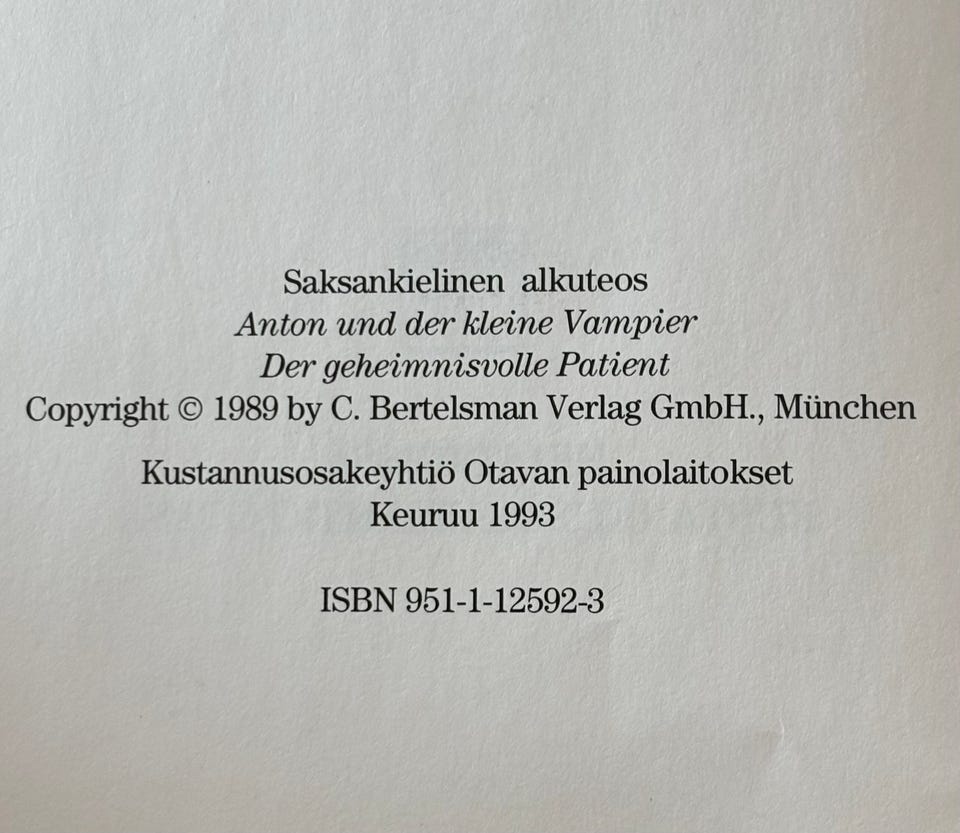 Saksankielinen alkuteos
Anton und der kleine Vampier
Der geheimnisvolle Patient
Copyright © 1989 by C. Bertelsman Verlag GmbH., München
Kustannusosakeyhtiö Otavan painolaitokset
Keuruu 1993
ISBN 951-1-12592-3